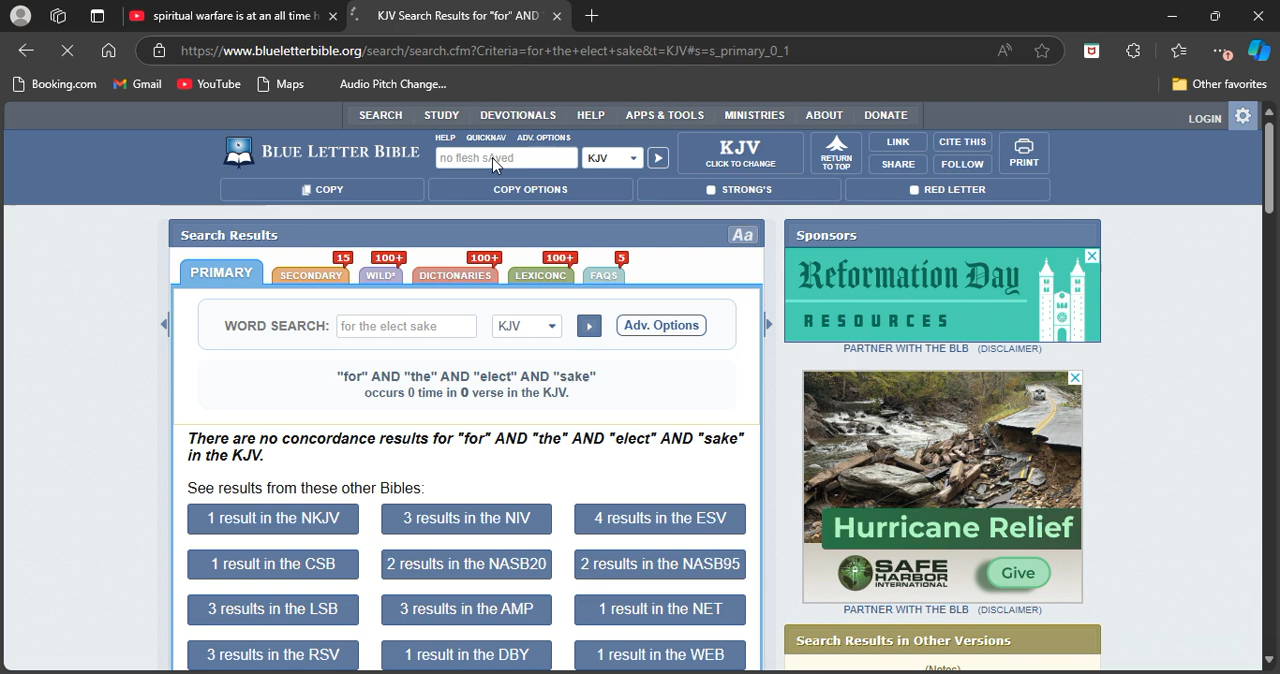 spiritual warfare is at an all time h
KJV Search Results for "for" AND "
https://www.blueletterbible.org/search/search.cfm?Criteria=for+the+elect+sake&t=KJV#s=s_primary_0_1
Booking.com
Gmail
YouTube
Maps
Audio Pitch Change...
Other favorites
SEARCH STUDY DEVOTIONALS HELP APPS & TOOLS MINISTRIES ABOUT DONATE
LOGIN
BLUE LETTER BIBLE
HELP QUICKNAV ADV. OPTIONS
no flesh sAved
KJV
KJV
CLICK TO CHANGE
RETURN
TO TOP
LINK
CITE THIS
SHARE
FOLLOW
PRINT
COPY
COPY OPTIONS
STRONG'S
RED LETTER
Search Results
Aa
PRIMARY
15
SECONDARY
100+
WILD*
100+
DICTIONARIES
100+
LEXICONC
5
FAQS
WORD SEARCH: for the elect sake KJV Adv. Options
"for" AND "the" AND "elect" AND "sake"
occurs 0 time in 0 verse in the KJV.
There are no concordance results for "for" AND "the" AND "elect" AND "sake"
in the KJV.
See results from these other Bibles:
1 result in the NKJV 3 results in the NIV 4 results in the ESV
1 result in the CSB 2 results in the NASB20 2 results in the NASB95
3 results in the LSB 3 results in the AMP 1 result in the NET
3 results in the RSV 1 result in the DBY 1 result in the WEB
Sponsors
Reformation Day
RESOURCES
PARTNER WITH THE BLB (DISCLAIMER)
Hurricane Relief
SAFE
HARBOR
INTERNATIONAL
Give
PARTNER WITH THE BLB (DISCLAIMER)
Search Results in Other Versions
(Notes)